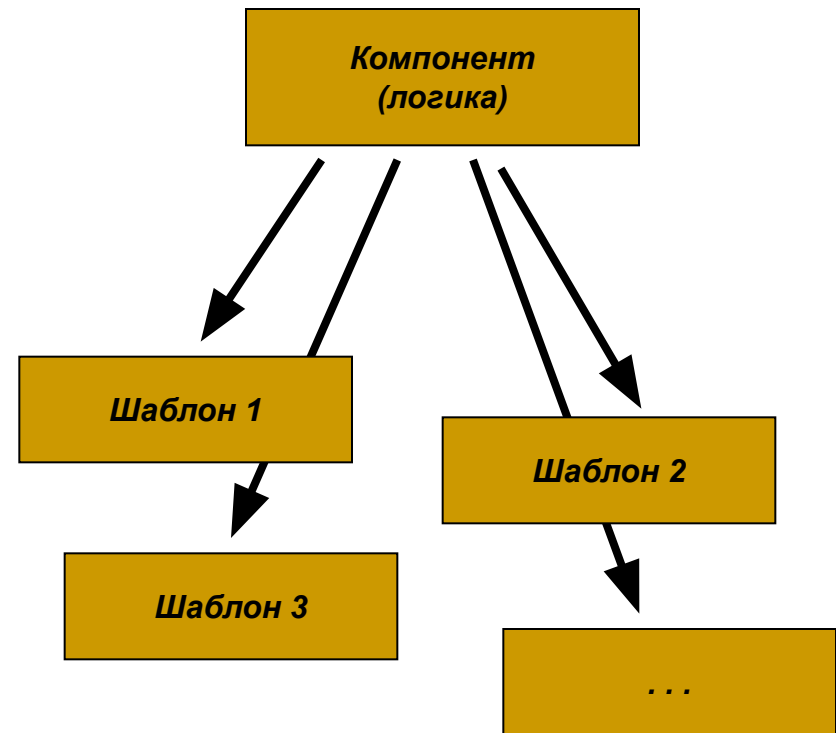 Компонент
(логика)
Шаблон 1
Шаблон 2
Шаблон 3
. . .